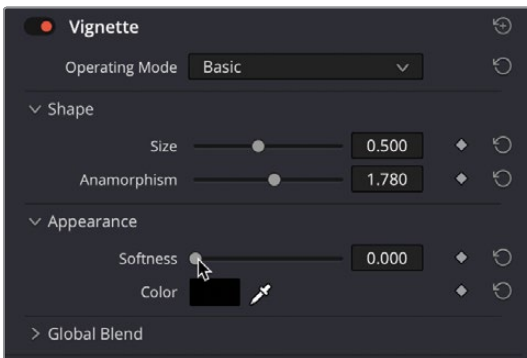 Vignette
Operating Mode Basic
Shape
Size 0.500
Anamorphism 1.780
Appearance
Softness 0.000
Color
Global Blend